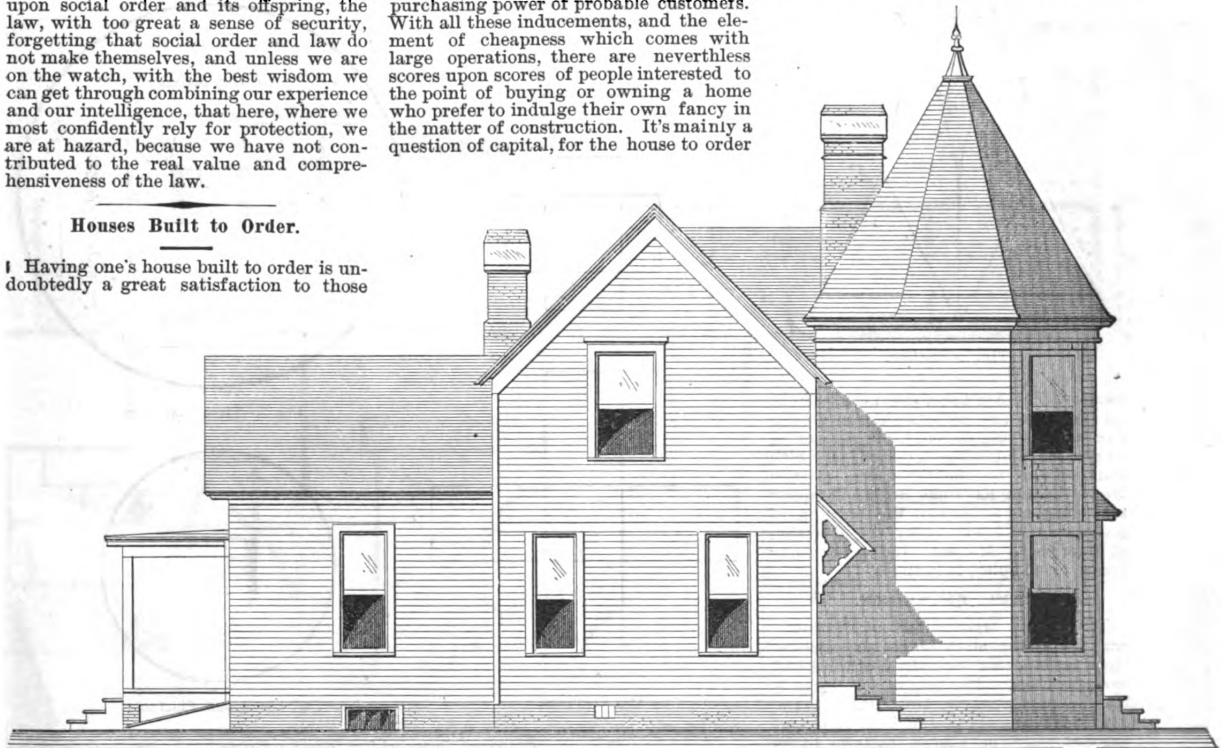 upon social order and its offspring, the
law, with too great a sense of security,
forgetting that social order and law do
not make themselves, and unless we are
on the watch, with the best wisdom we
can get through combining our experience
and our intelligence, that here, where we
most confidently rely for protection, we
are at hazard, because we have not con-
tributed to the real value and compre-
hensiveness of the law.
Houses Built to Order.
Having one's house built to order is un-
doubtedly a great satisfaction to those
purchasing power of probable customers.
With all these inducements, and the ele-
ment of cheapness which comes with
large operations, there are neverthless
scores upon scores of people interested to
the point of buying or owning a home
who prefer to indulge their own fancy in
the matter of construction. It's mainly a
question of capital, for the house to order